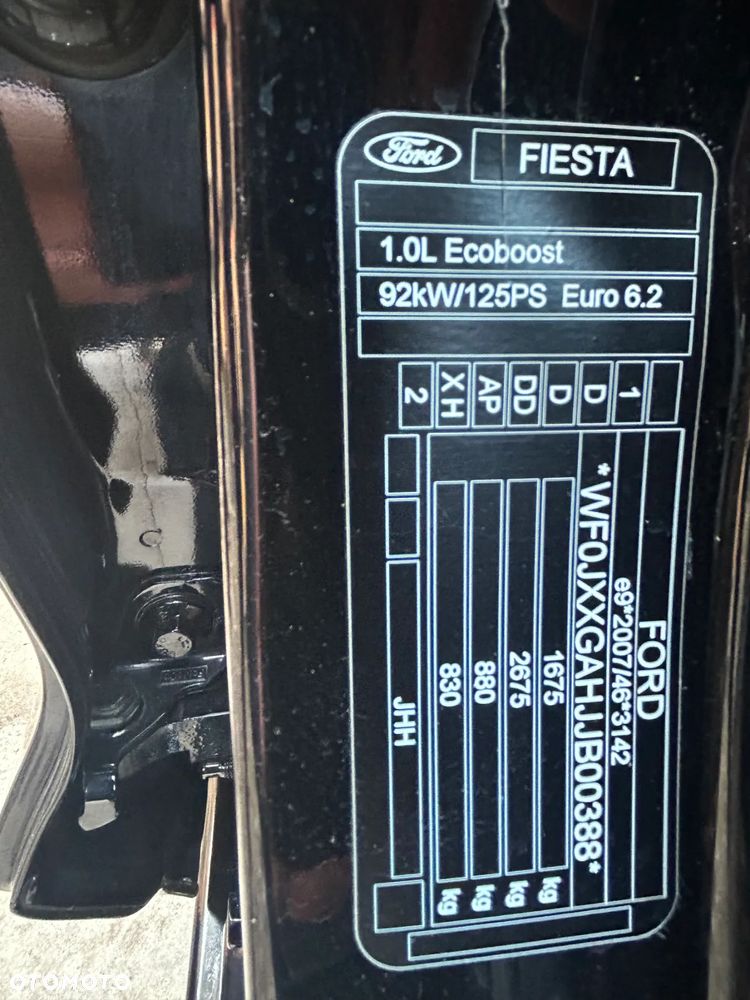 Ford FIESTA
1.0L Ecoboost
92kW/125PS Euro 6.2
1
D
D
DD
AP
XH
2
FORD
e9*2007/46*3142
*WF0JXXGAHJJB00388*
1675 kg
2675 kg
880 kg
830 kg
JHH
OTOMOTO